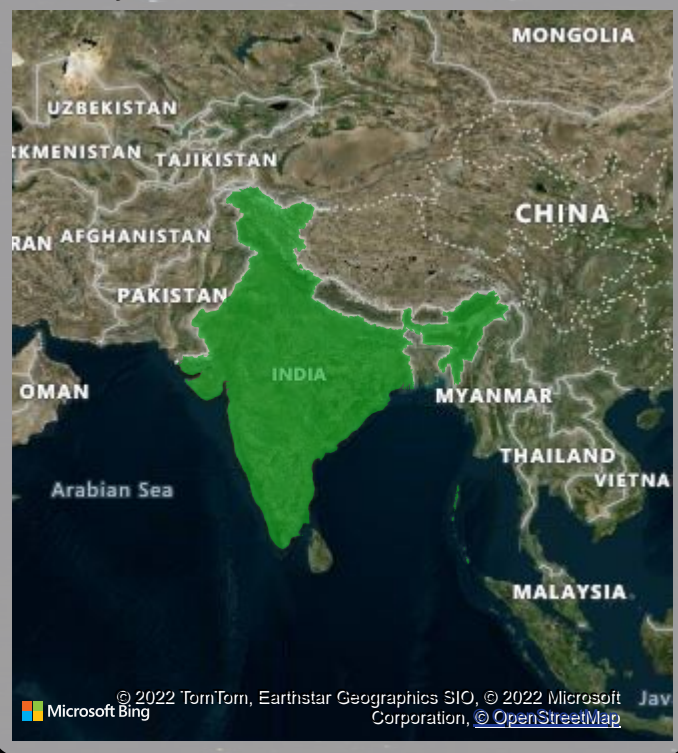 MONGOLIA
UZBEKISTAN
RKMENISTAN
TAJIKISTAN
CHINA
RAN
AFGHANISTAN
PAKISTAN
INDIA
OMAN
MYANMAR
THAILAND
VIETNA
Arabian Sea
MALAYSIA
Jav
© 2022 TomTom, Earthstar Geographics SIO, © 2022 Microsoft
Microsoft Bing
Corporation, © OpenStreetMap